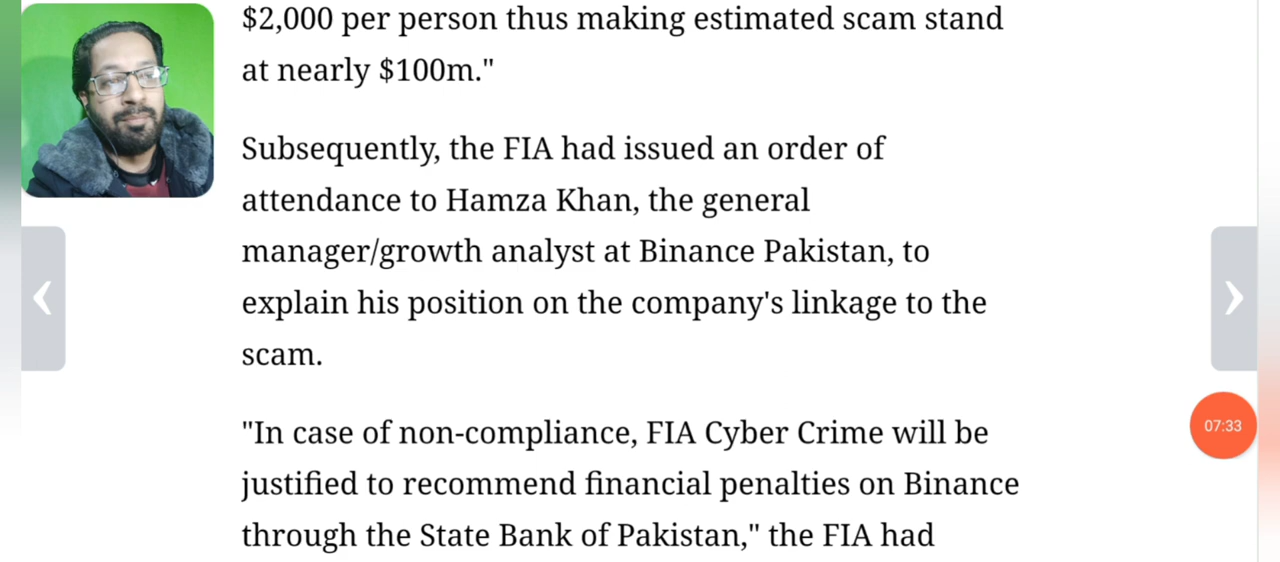 $2,000 per person thus making estimated scam stand
at nearly $100m."
Subsequently, the FIA had issued an order of
attendance to Hamza Khan, the general
manager/growth analyst at Binance Pakistan, to
explain his position on the company's linkage to the
scam.
"In case of non-compliance, FIA Cyber Crime will be
justified to recommend financial penalties on Binance
through the State Bank of Pakistan," the FIA had
07:33